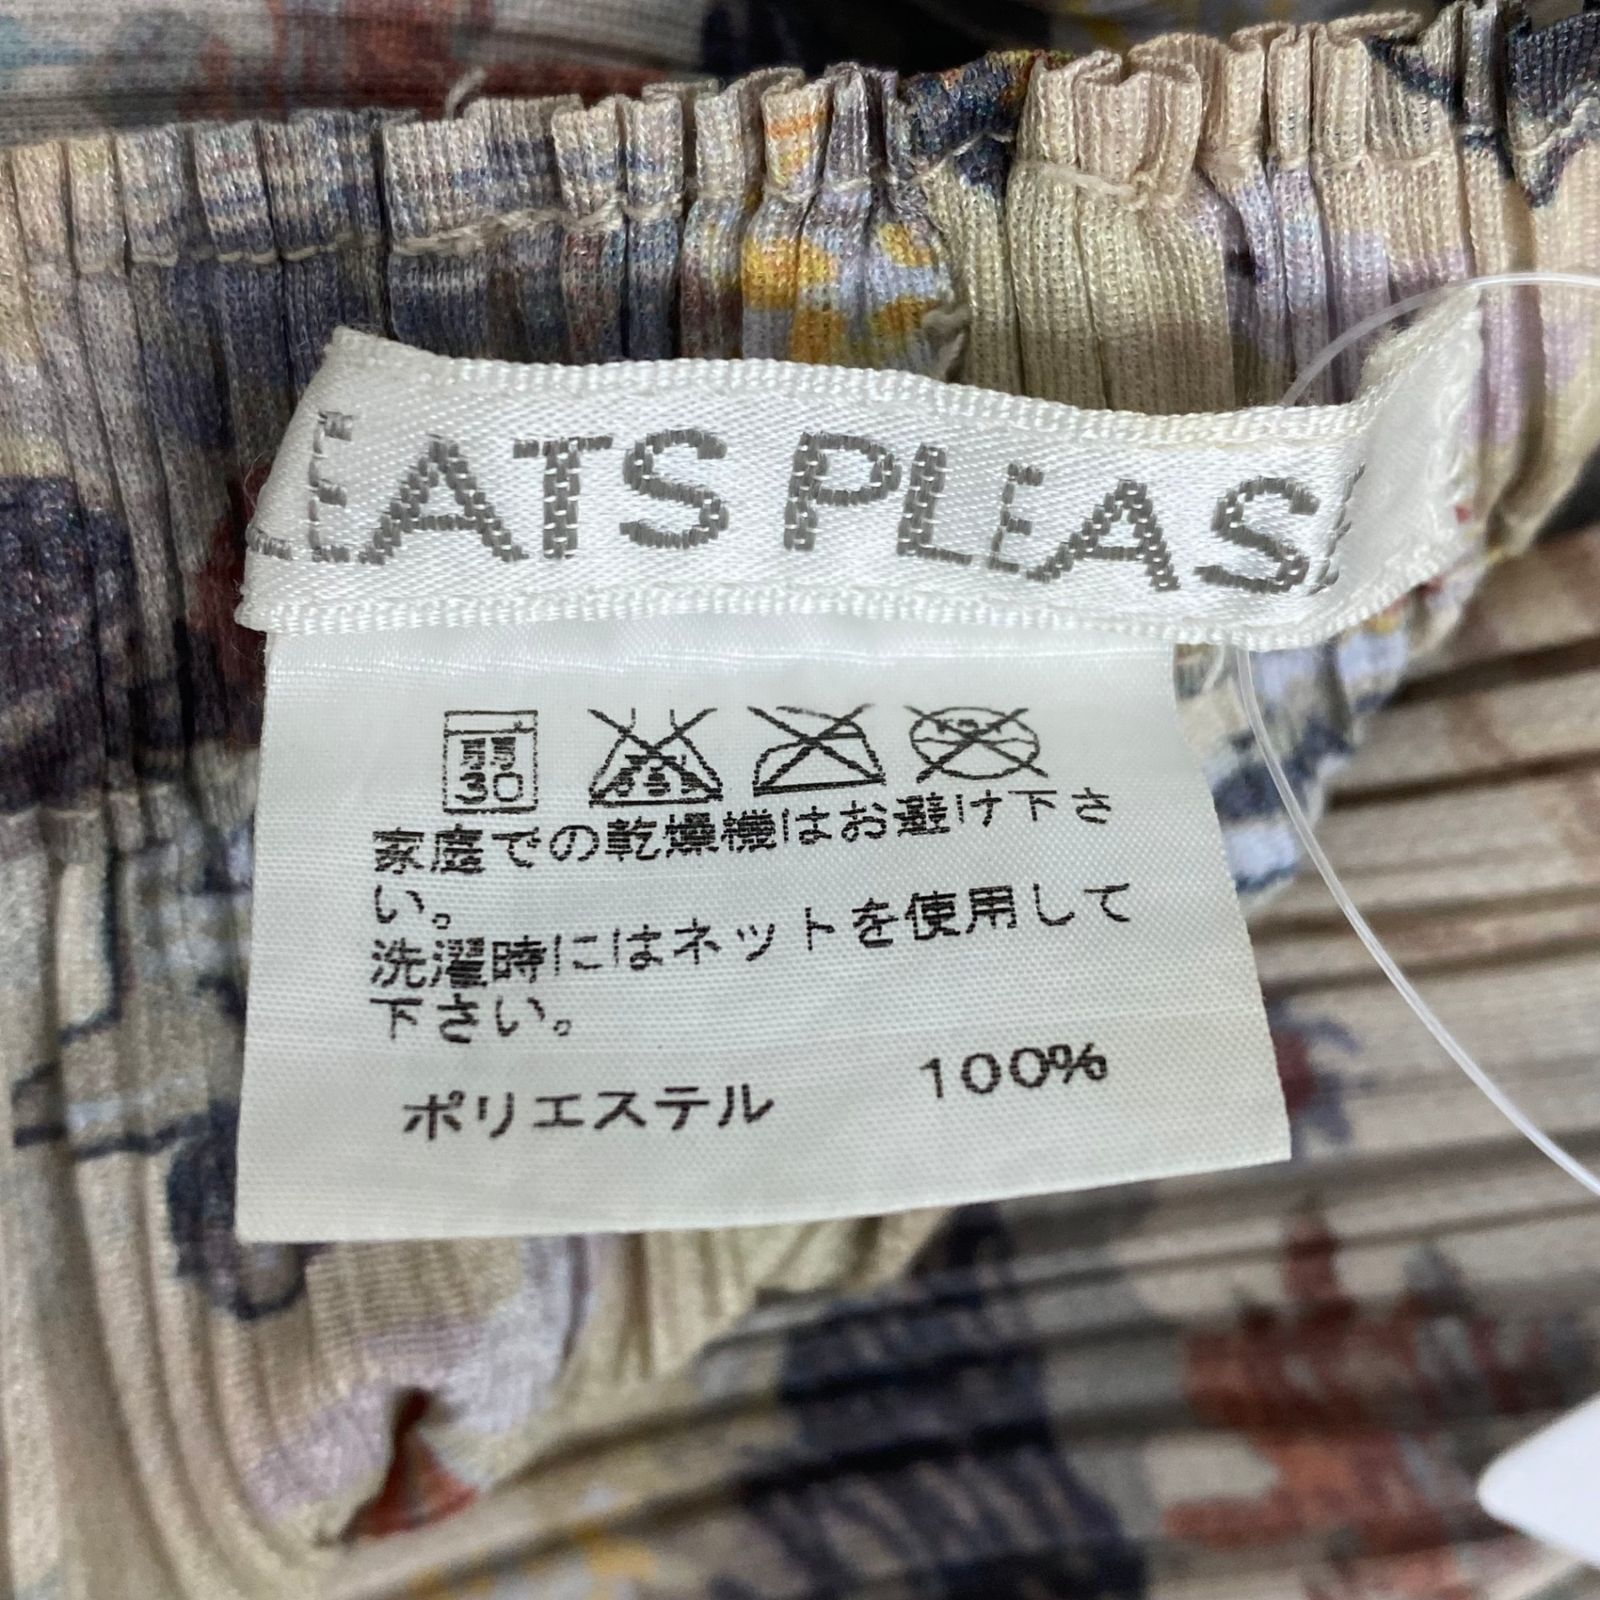 LEATS PLEAS
弱
30
家庭での乾燥機はお避け下さ
い。
洗濯時にはネットを使用して
下さい。
ポリエステル 100%